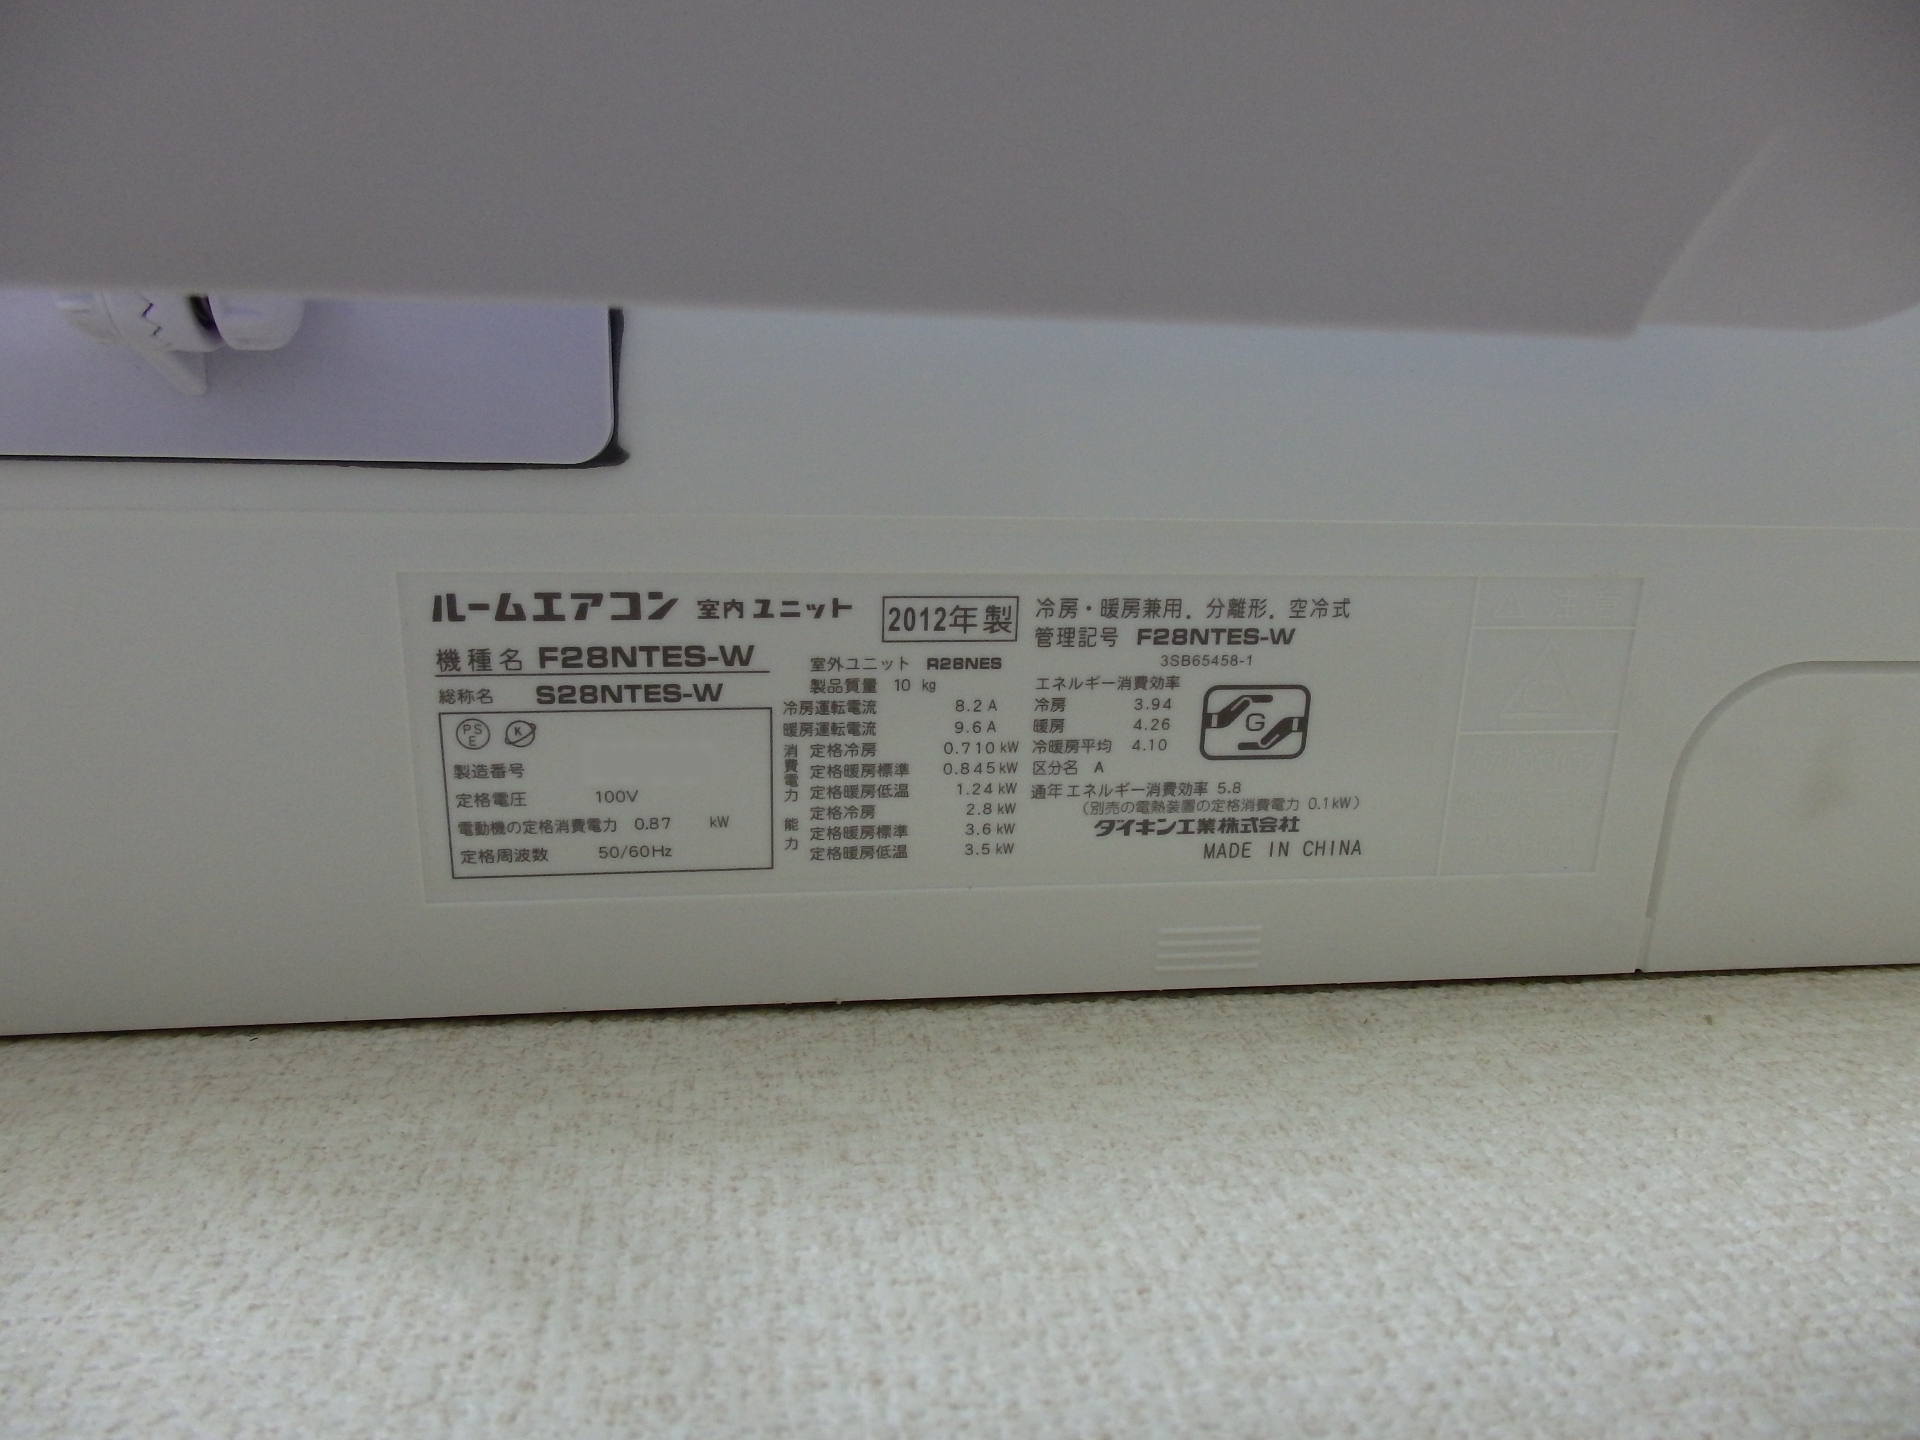 ルームエアコン 室内ユニット
機種名 F28NTES-W
総称名 S28NTES-W
PS
E
K
製造番号
定格電圧 100V
電動機の定格消費電力 0.87 kW
定格周波数 50/60Hz
2012年製
室外ユニット R28NES
製品質量 10 kg
冷房運転電流 8.2 A
暖房運転電流 9.6 A
消費電力
定格冷房 0.710 kW
定格暖房標準 0.845 kW
定格暖房低温 1.24 kW
能力
定格冷房 2.8 kW
定格暖房標準 3.6 kW
定格暖房低温 3.5 kW
冷房・暖房兼用. 分離形. 空冷式
管理記号 F28NTES-W
3SB65458-1
エネルギー消費効率
冷房 3.94
暖房 4.26
冷暖房平均 4.10
区分名 A
G
通年エネルギー消費効率 5.8
(別売の電熱装置の定格消費電力 0.1kW)
ダイキン工業株式会社
MADE IN CHINA